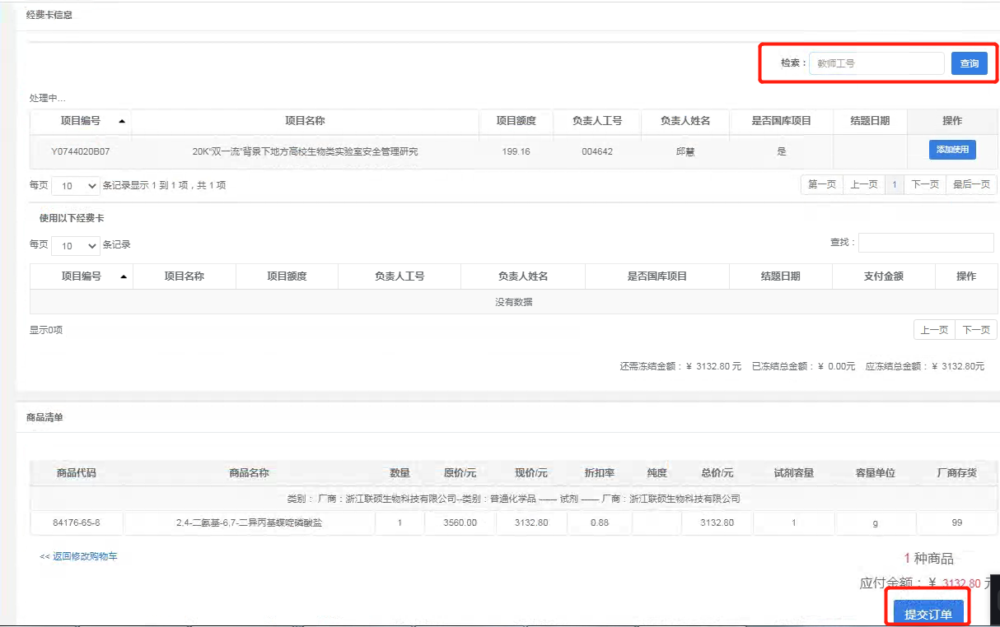 经费卡信息
检索： 教师工号 查询
处理中...
项目编号 项目名称 项目额度 负责人工号 负责人姓名 是否国库项目 结题日期 操作
Y0744020B07 20K“双一流”背景下地方高校生物类实验室安全管理研究 199.16 004642 邱慧 是 添加使用
每页 10 条记录显示 1 到 1 项，共 1 项 第一页 上一页 1 下一页 最后一页
使用以下经费卡
每页 10 条记录 查找：
项目编号 项目名称 项目额度 负责人工号 负责人姓名 是否国库项目 结题日期 支付金额 操作
没有数据
显示0项 上一页 下一页
还需冻结金额：¥ 3132.80 元 已冻结总金额：¥ 0.00元 应冻结总金额：¥ 3132.80元
商品清单
商品代码 商品名称 数量 原价/元 现价/元 折扣率 纯度 总价/元 试剂容量 容量单位 厂商存货
类别： 厂商：浙江联硕生物科技有限公司--类别：普通化学品 —— 试剂 —— 厂商：浙江联硕生物科技有限公司
84176-65-8 2,4-二氨基-6,7-二异丙基蝶啶磷酸盐 1 3560.00 3132.80 0.88 3132.80 1 g 99
<< 返回修改购物车 1 种商品
应付金额：¥ 3132.80 元
提交订单